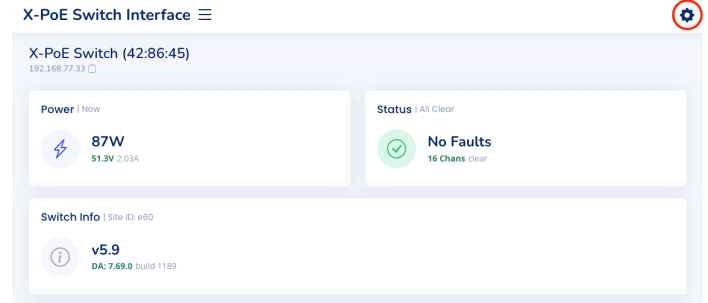 X-PoE Switch Interface
X-PoE Switch (42:86:45)
192.168.77.33
Power | Now
87W
51.3V 2.03A
Status | All Clear
No Faults
16 Chans clear
Switch Info | Site ID: e60
v5.9
DA: 7.69.0 build 1189